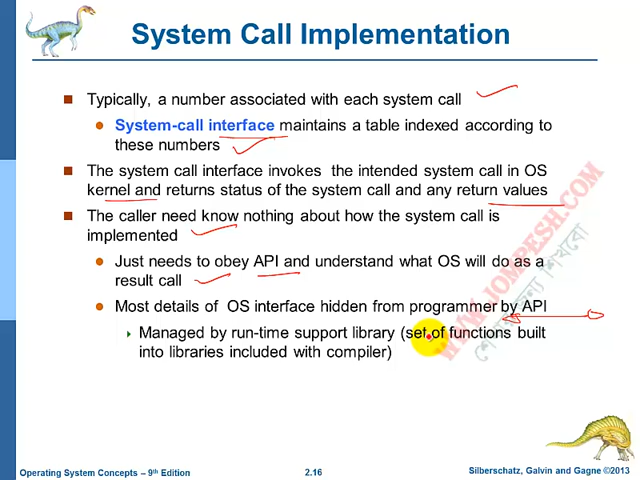 System Call Implementation
Typically, a number associated with each system call
System-call interface maintains a table indexed according to
these numbers
The system call interface invokes the intended system call in OS
kernel and returns status of the system call and any return values
The caller need know nothing about how the system call is
implemented
Just needs to obey API and understand what OS will do as a
result call
Most details of OS interface hidden from programmer by API
Managed by run-time support library (set of functions built
into libraries included with compiler)
WWW.JOMPESH.COM
শেখো অন্যকে শিখাবো
Operating System Concepts – 9th Edition
2.16
Silberschatz, Galvin and Gagne ©2013